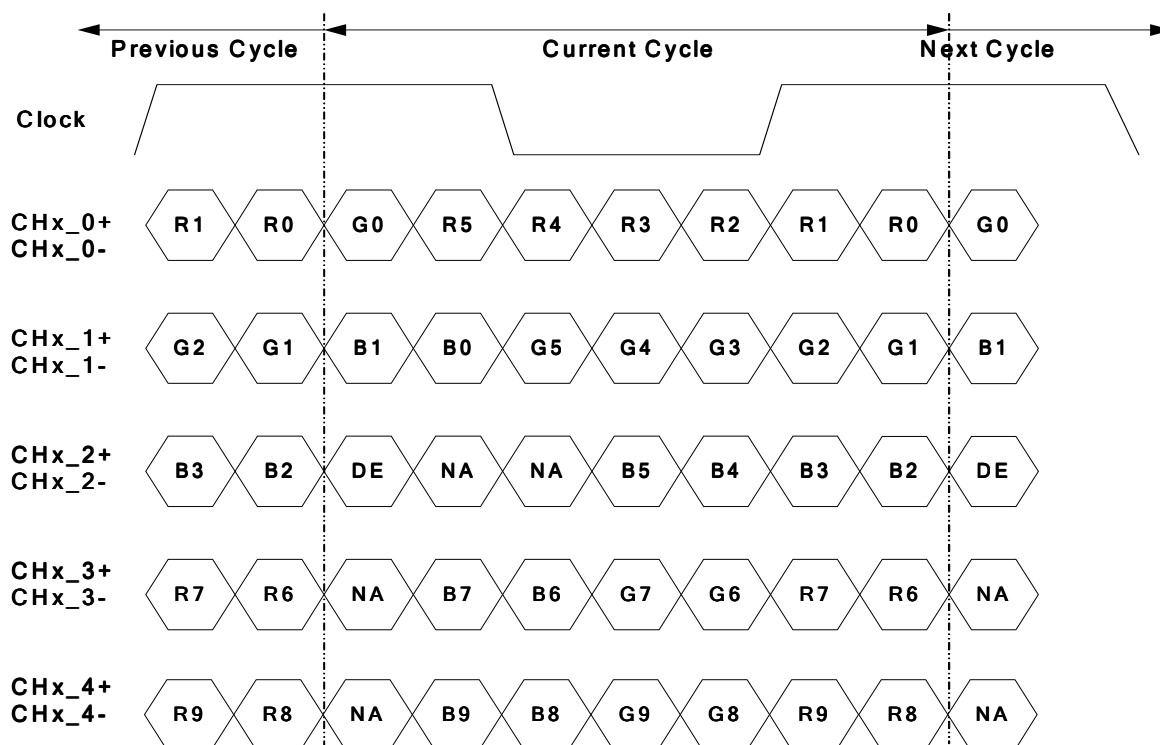 Previous Cycle Current Cycle Next Cycle
Clock
CHx_0+
CHx_0-
R1 R0 G0 R5 R4 R3 R2 R1 R0 G0
CHx_1+
CHx_1-
G2 G1 B1 B0 G5 G4 G3 G2 G1 B1
CHx_2+
CHx_2-
B3 B2 DE NA NA B5 B4 B3 B2 DE
CHx_3+
CHx_3-
R7 R6 NA B7 B6 G7 G6 R7 R6 NA
CHx_4+
CHx_4-
R9 R8 NA B9 B8 G9 G8 R9 R8 NA